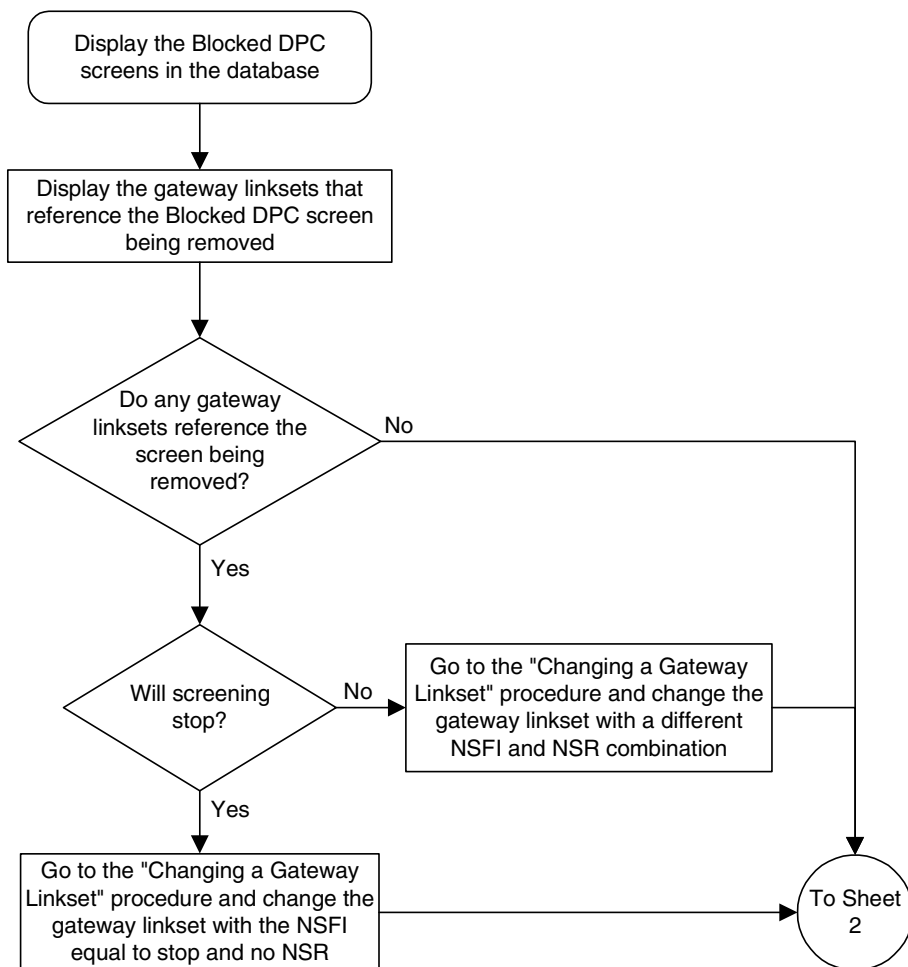 Display the Blocked DPC
screens in the database
Display the gateway linksets that
reference the Blocked DPC screen
being removed
Do any gateway
linksets reference the
screen being
removed?
No
Yes
Will screening
stop?
No
Go to the "Changing a Gateway
Linkset" procedure and change the
gateway linkset with a different
NSFI and NSR combination
Yes
Go to the "Changing a Gateway
Linkset" procedure and change the
gateway linkset with the NSFI
equal to stop and no NSR
To Sheet
2